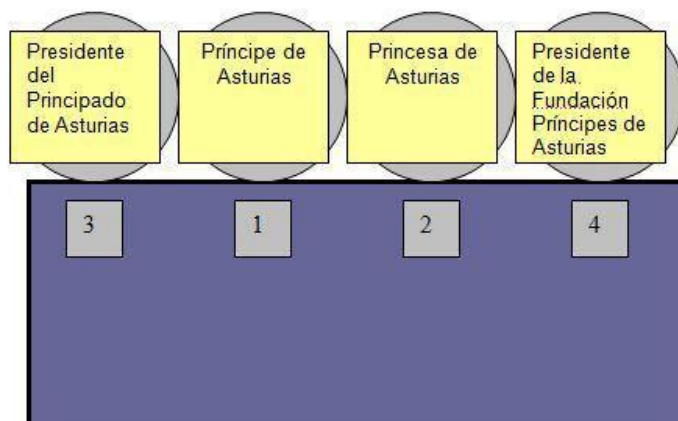 Presidente
del
Principado
de Asturias
Príncipe de
Asturias
Princesa de
Asturias
Presidente
de la
Fundación
Príncipes de
Asturias
3
1
2
4